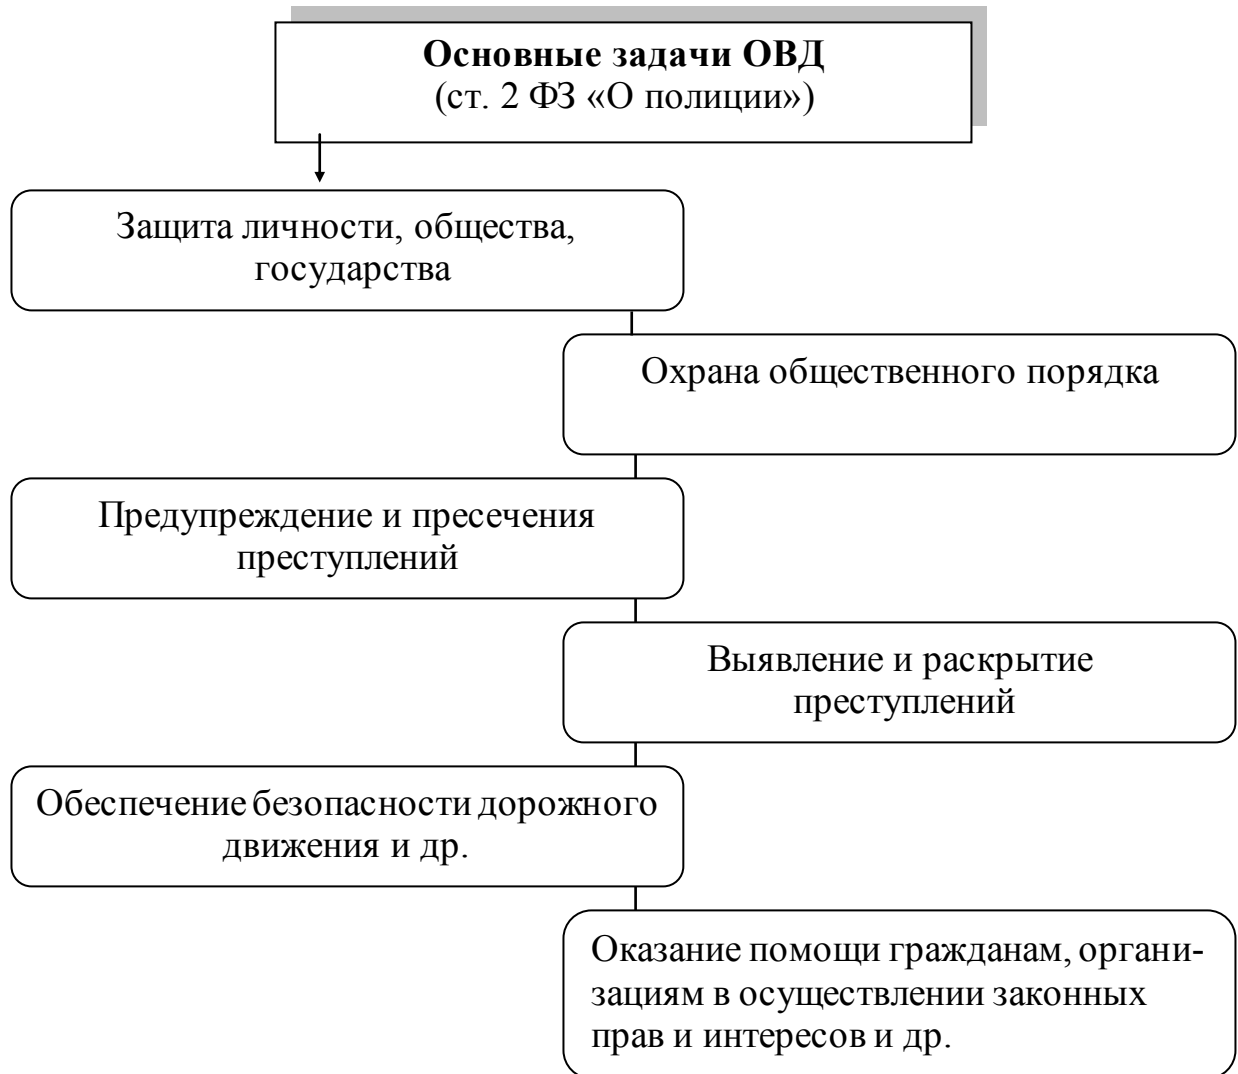 Основные задачи ОВД
(ст. 2 ФЗ «О полиции»)
Защита личности, общества,
государства
Охрана общественного порядка
Предупреждение и пресечения
преступлений
Выявление и раскрытие
преступлений
Обеспечение безопасности дорожного
движения и др.
Оказание помощи гражданам, органи-
зациям в осуществлении законных
прав и интересов и др.